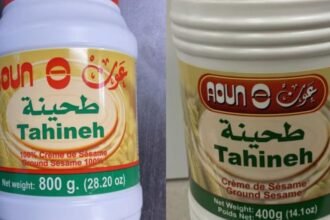 AOUN عون
طحينة
Tahineh
100% Crème de Sésame
Ground Sesame 100%
Net weight: 800 g. (28.20 oz)
AOUN عون
طحينة
Tahineh
Crème de Sésame
Ground Sesame
Net weight: 400g (14.1oz)
Poids Net: